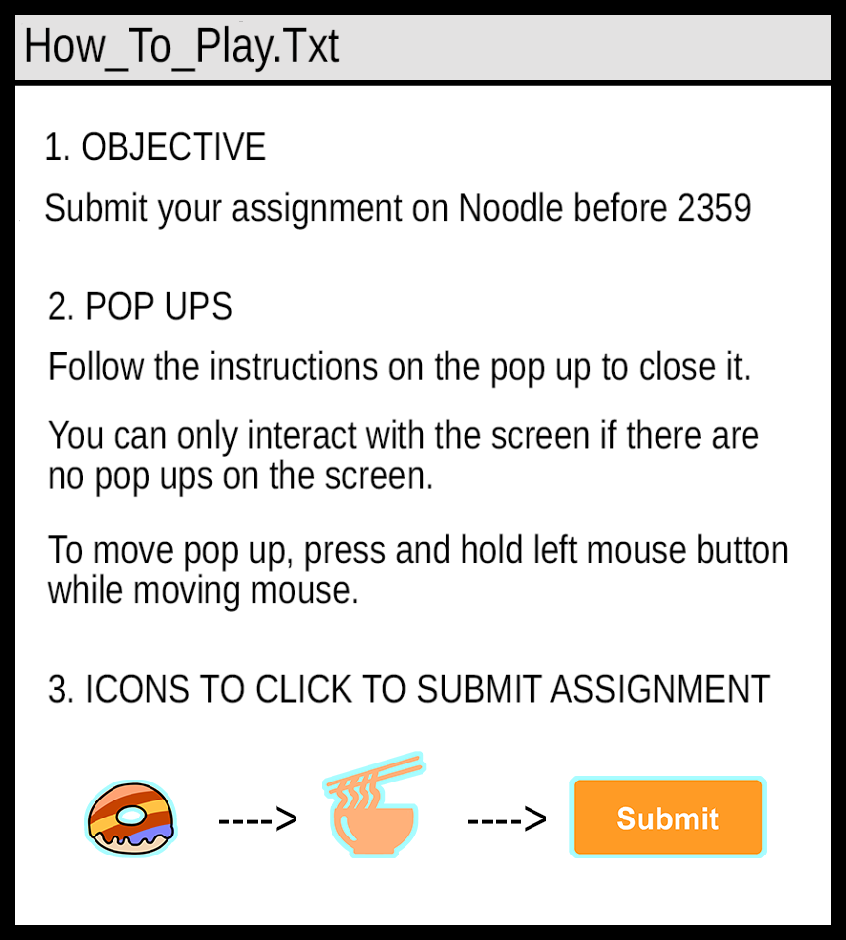 How_To_Play.Txt
1. OBJECTIVE
Submit your assignment on Noodle before 2359
2. POP UPS
Follow the instructions on the pop up to close it.
You can only interact with the screen if there are
no pop ups on the screen.
To move pop up, press and hold left mouse button
while moving mouse.
3. ICONS TO CLICK TO SUBMIT ASSIGNMENT
----> ----> Submit